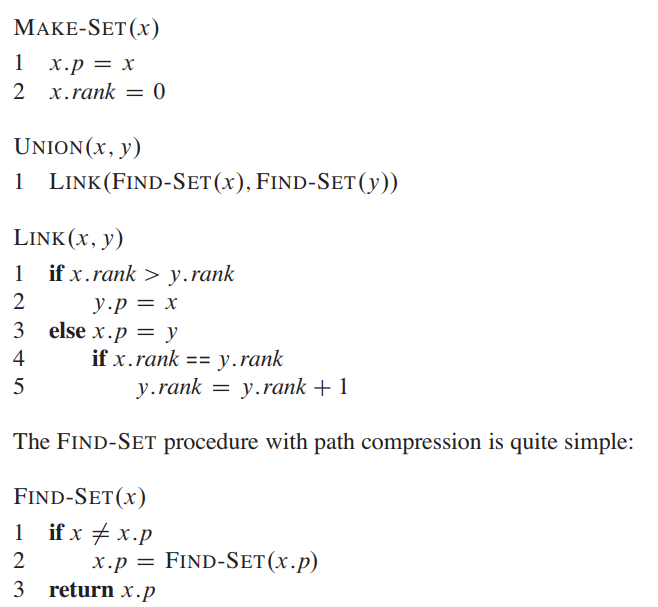 MAKE-SET(x)
1 x.p = x
2 x.rank = 0
UNION(x, y)
1 LINK(FIND-SET(x), FIND-SET(y))
LINK(x, y)
1 if x.rank > y.rank
2 y.p = x
3 else x.p = y
4 if x.rank == y.rank
5 y.rank = y.rank + 1
The FIND-SET procedure with path compression is quite simple:
FIND-SET(x)
1 if x ≠ x.p
2 x.p = FIND-SET(x.p)
3 return x.p